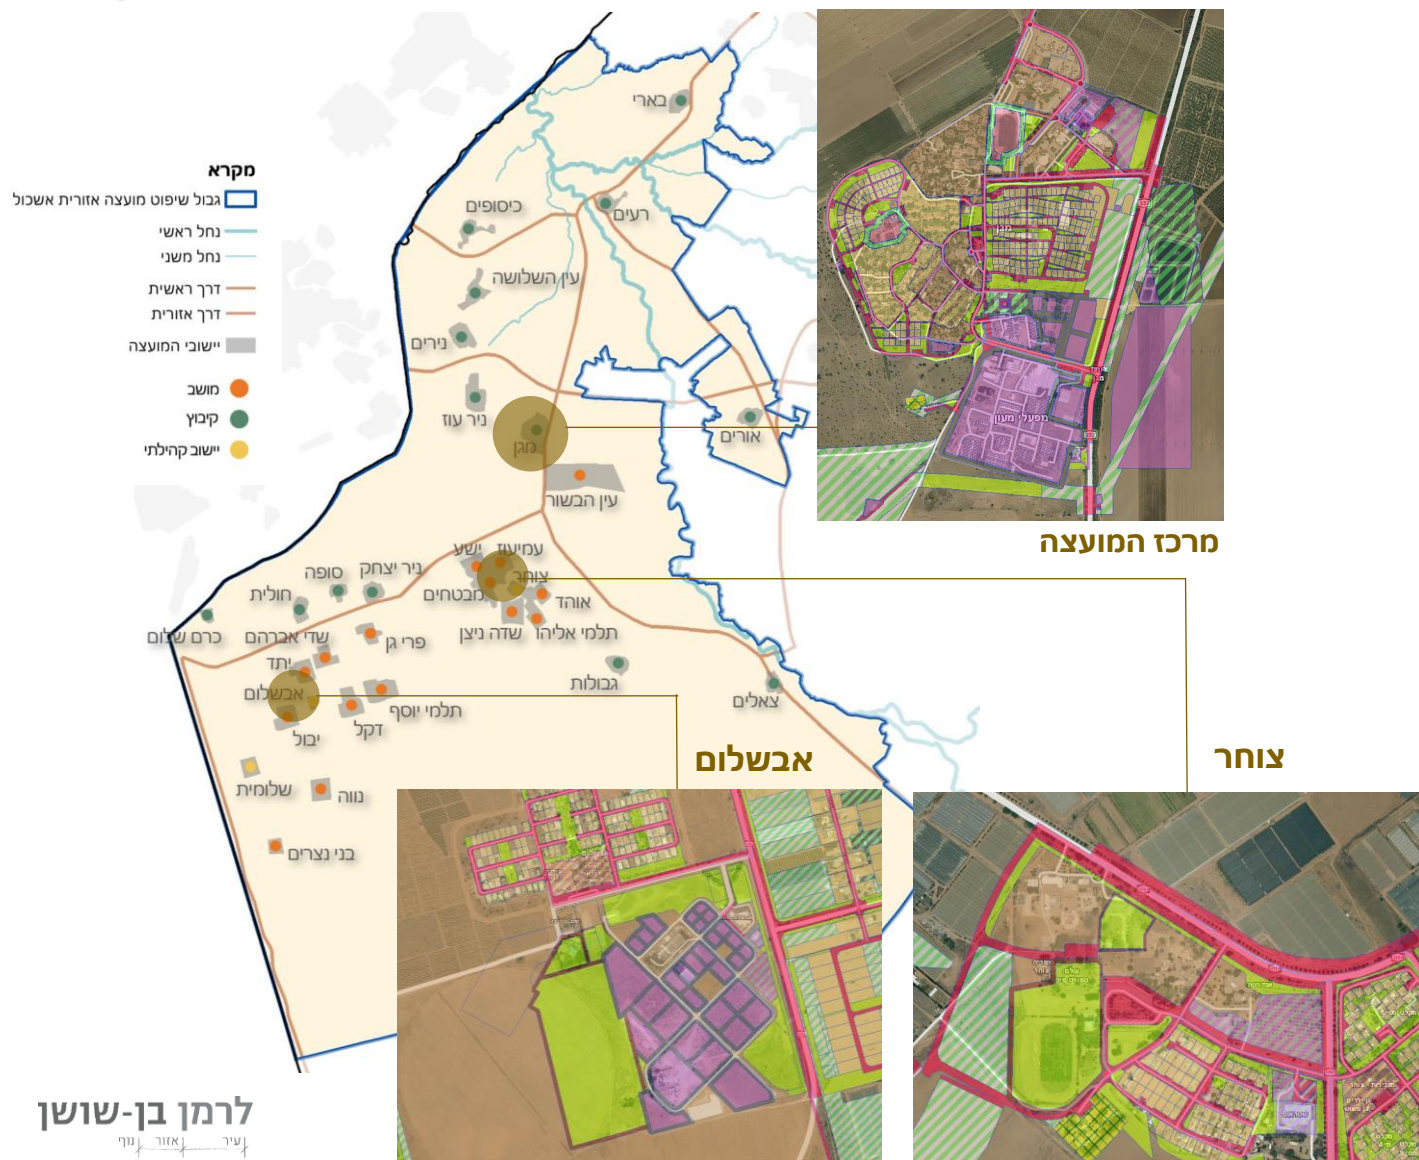 מקרא
גבול שיפוט מועצה אזורית אשכול
נחל ראשי
נחל משני
דרך ראשית
דרך אזורית
יישובי המועצה
מושב
קיבוץ
יישוב קהילתי
בארי
כיסופים
רעים
עין השלושה
נירים
ניר עוז
מגן
אורים
עין הבשור
ישע
עמיעוז
צוחר
מבטחים
אוהד
שדה ניצן
תלמי אליהו
ניר יצחק
סופה
חולית
כרם שלום
שדי אברהם
פרי גן
יתד
אבשלום
תלמי יוסף
דקל
יבול
גבולות
צאלים
שלומית
נווה
בני נצרים
מגן
מפעלי מעון
232
מרכז המועצה
אבשלום
צוחר
לרמן בן-שושן
עיר אזור נוף